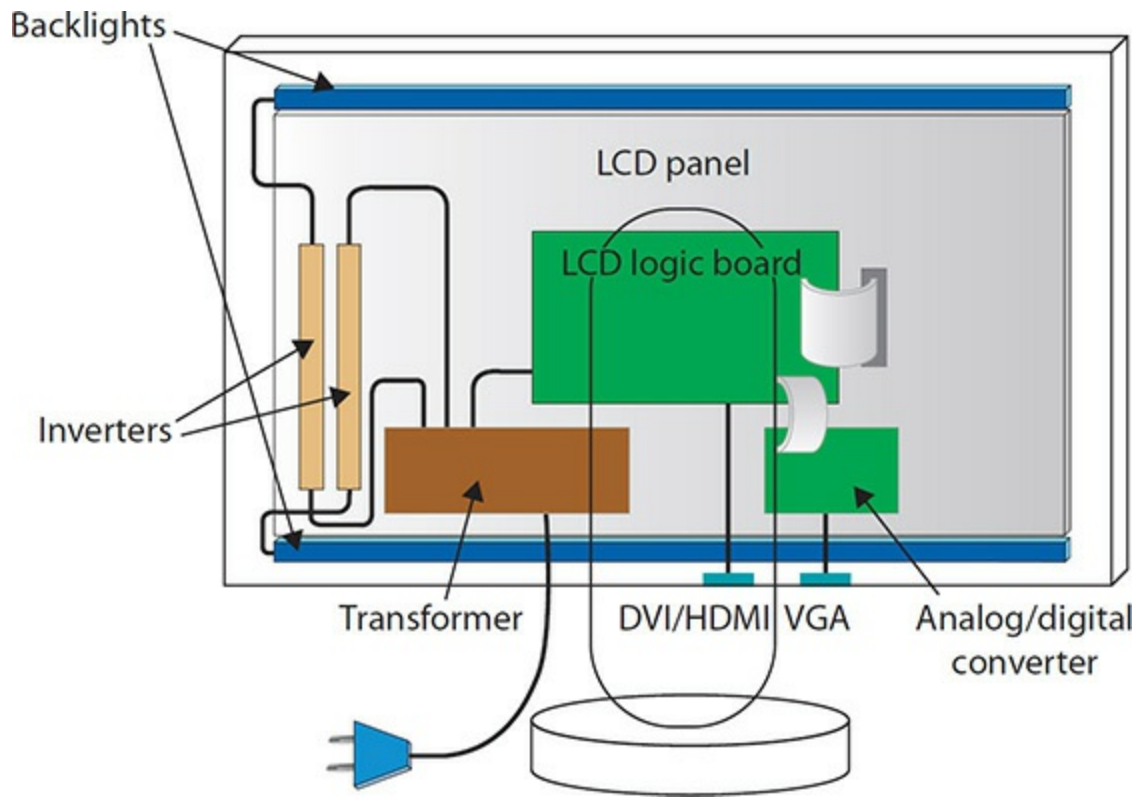 Backlights
LCD panel
LCD logic board
Inverters
Transformer
DVI/HDMI VGA
Analog/digital
converter